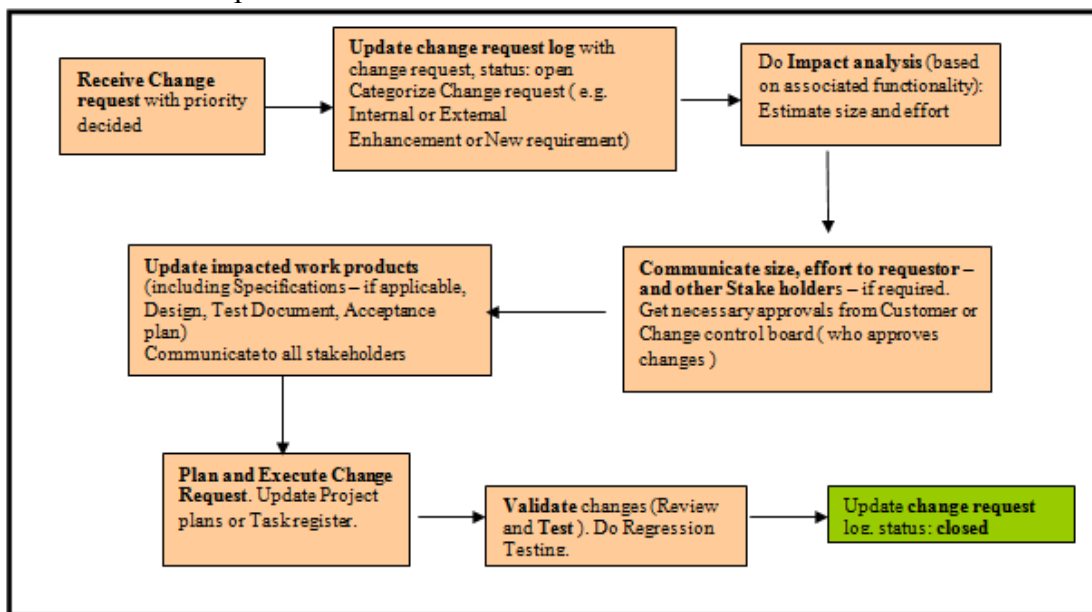 Receive Change
request with priority
decided
Update change request log with
change request, status: open
Categorize Change request ( e.g.
Internal or External
Enhancement or New requirement)
Do Impact analysis (based
on associated functionality):
Estimate size and effort
Communicate size, effort to requestor –
and other Stake holders – if required.
Get necessary approvals from Customer or
Change control board ( who approves
changes )
Update impacted work products
(including Specifications – if applicable,
Design, Test Document, Acceptance
plan)
Communicate to all stakeholders
Plan and Execute Change
Request. Update Project
plans or Task register.
Validate changes (Review
and Test ). Do Regression
Testing.
Update change request
log, status: closed